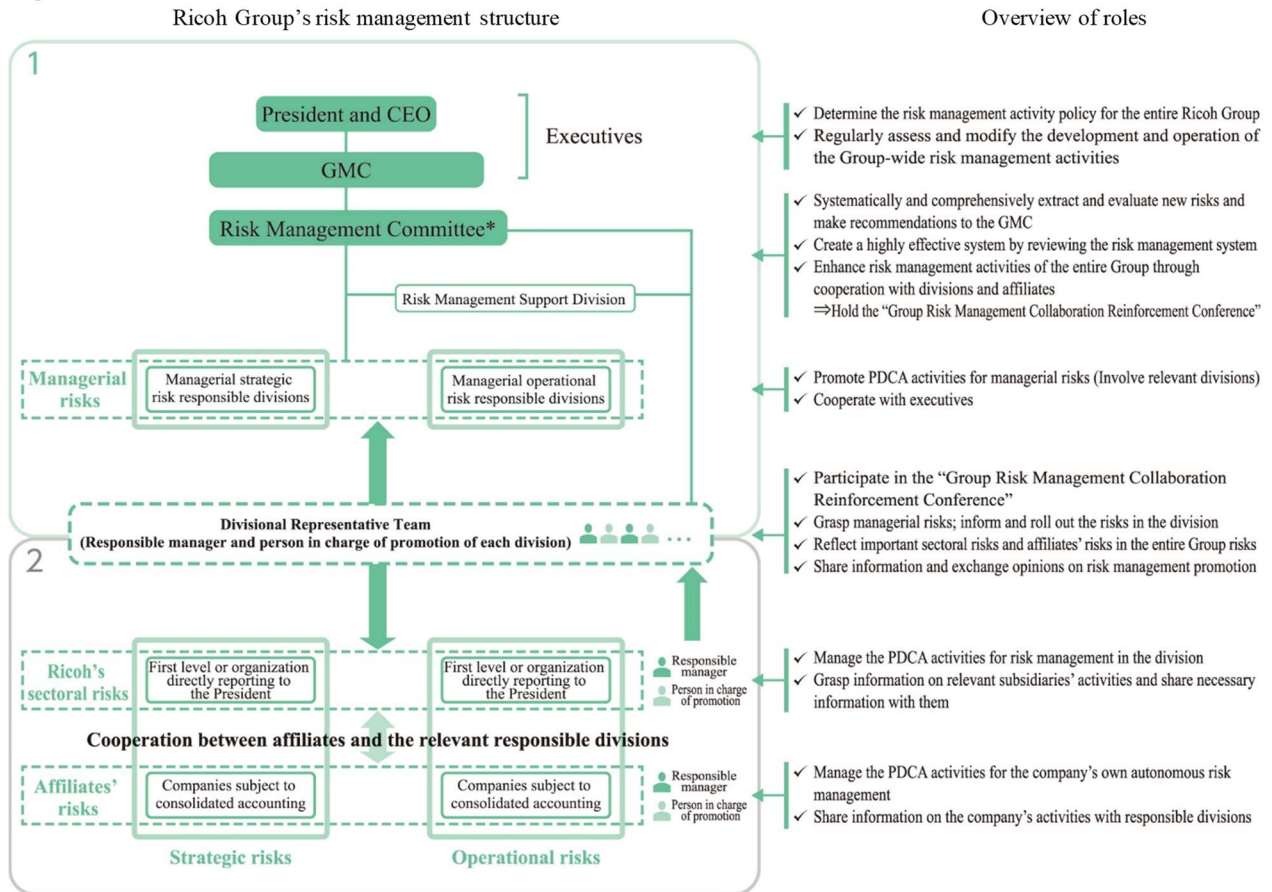 Ricoh Group's risk management structure
Overview of roles
1
President and CEO
GMC
Executives
Risk Management Committee*
Risk Management Support Division
Managerial
risks
Managerial strategic
risk responsible divisions
Managerial operational
risk responsible divisions
Divisional Representative Team
(Responsible manager and person in charge of promotion of each division)
...
2
Ricoh's
sectoral risks
First level or organization
directly reporting to
the President
First level or organization
directly reporting to
the President
Responsible
manager
Person in charge
of promotion
Cooperation between affiliates and the relevant responsible divisions
Affiliates'
risks
Companies subject to
consolidated accounting
Companies subject to
consolidated accounting
Responsible
manager
Person in charge
of promotion
Strategic risks
Operational risks
✓ Determine the risk management activity policy for the entire Ricoh Group
✓ Regularly assess and modify the development and operation of
the Group-wide risk management activities
✓ Systematically and comprehensively extract and evaluate new risks and
make recommendations to the GMC
✓ Create a highly effective system by reviewing the risk management system
✓ Enhance risk management activities of the entire Group through
cooperation with divisions and affiliates
⇒Hold the "Group Risk Management Collaboration Reinforcement Conference"
✓ Promote PDCA activities for managerial risks (Involve relevant divisions)
✓ Cooperate with executives
✓ Participate in the "Group Risk Management Collaboration
Reinforcement Conference"
✓ Grasp managerial risks; inform and roll out the risks in the division
✓ Reflect important sectoral risks and affiliates' risks in the entire Group risks
✓ Share information and exchange opinions on risk management promotion
✓ Manage the PDCA activities for risk management in the division
✓ Grasp information on relevant subsidiaries' activities and share necessary
information with them
✓ Manage the PDCA activities for the company's own autonomous risk
management
✓ Share information on the company's activities with responsible divisions